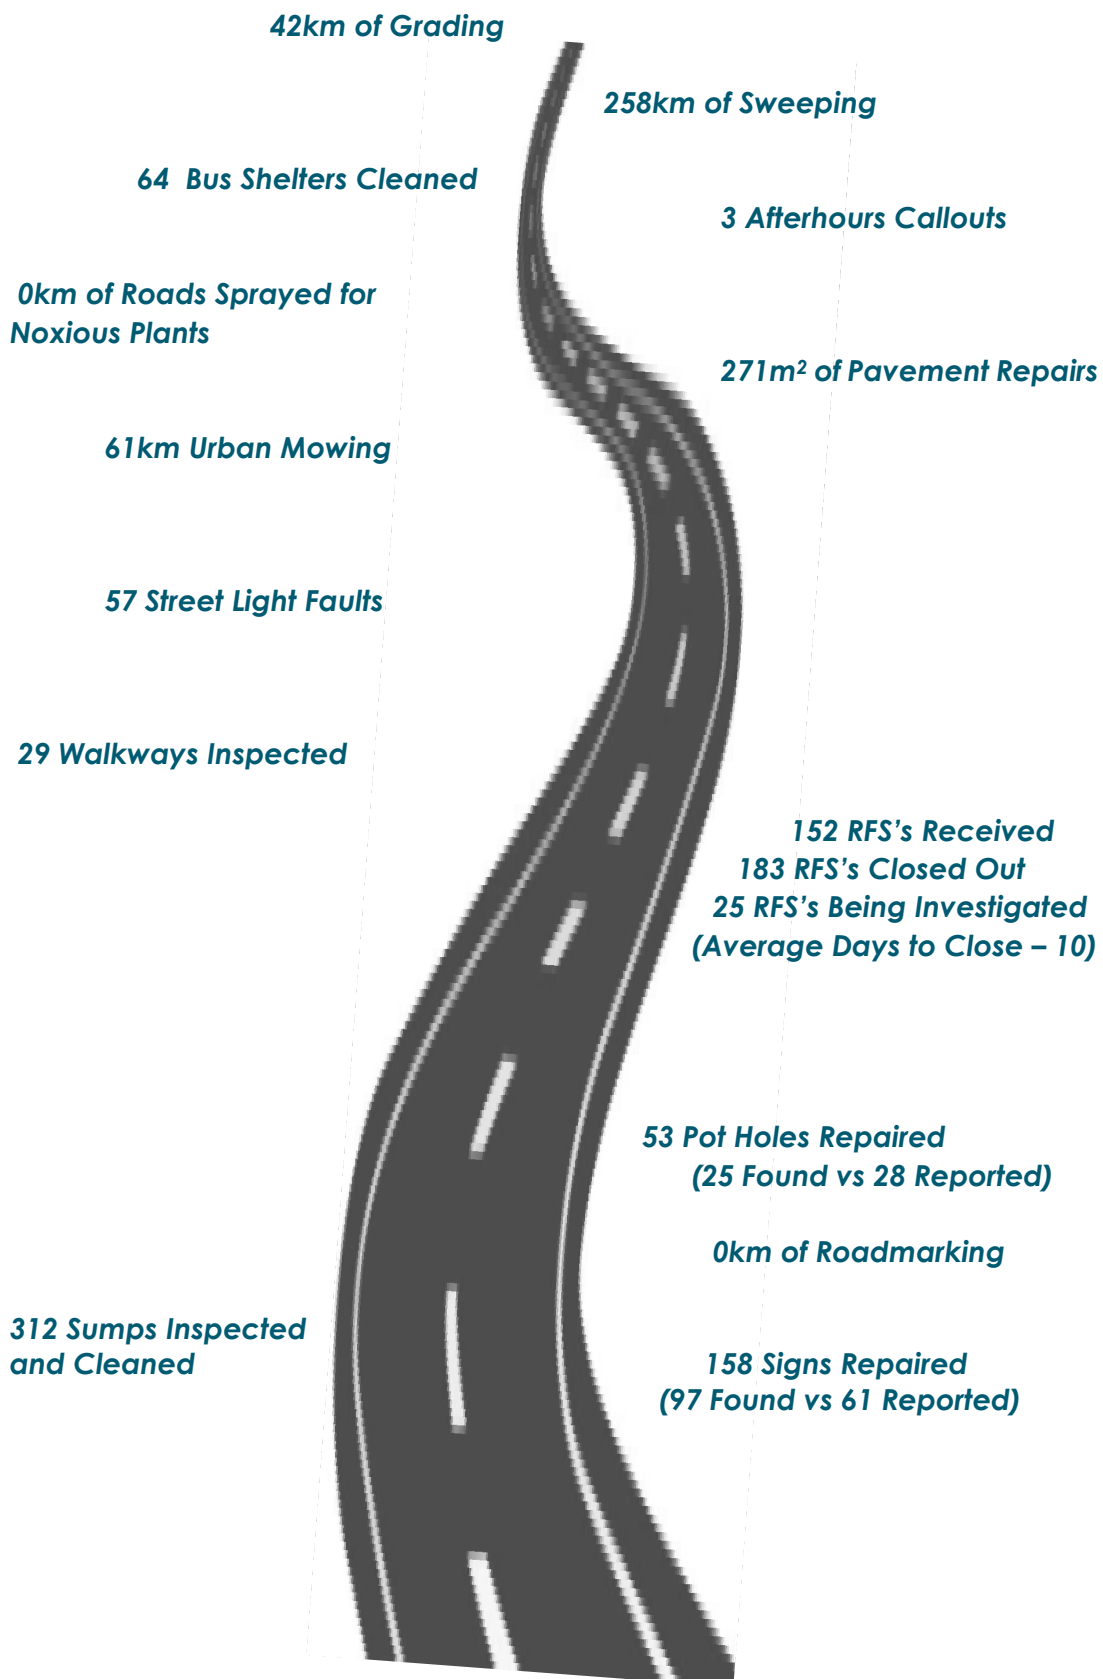 42km of Grading
258km of Sweeping
64 Bus Shelters Cleaned
3 Afterhours Callouts
0km of Roads Sprayed for
Noxious Plants
271m² of Pavement Repairs
61km Urban Mowing
57 Street Light Faults
29 Walkways Inspected
152 RFS’s Received
183 RFS’s Closed Out
25 RFS’s Being Investigated
(Average Days to Close – 10)
53 Pot Holes Repaired
(25 Found vs 28 Reported)
0km of Roadmarking
312 Sumps Inspected
and Cleaned
158 Signs Repaired
(97 Found vs 61 Reported)